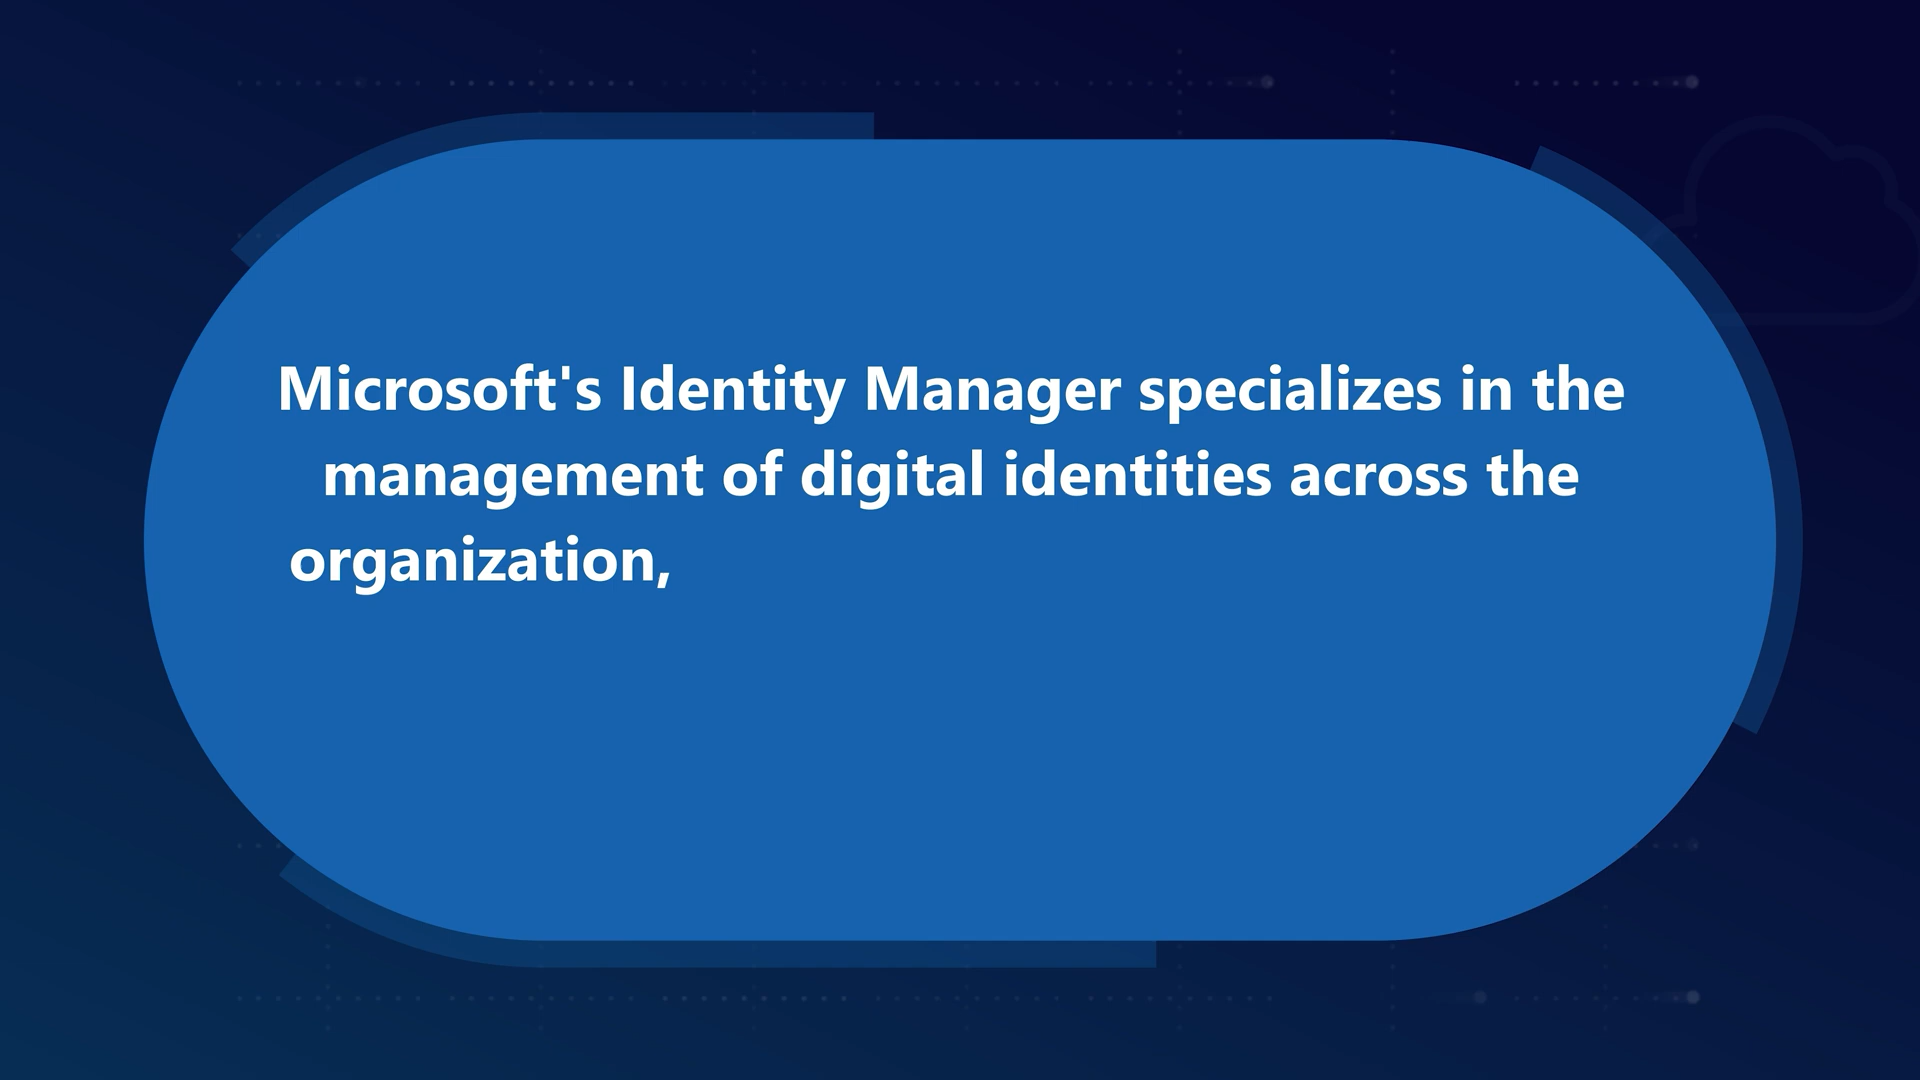 Microsoft's Identity Manager specializes in the
management of digital identities across the
organization,